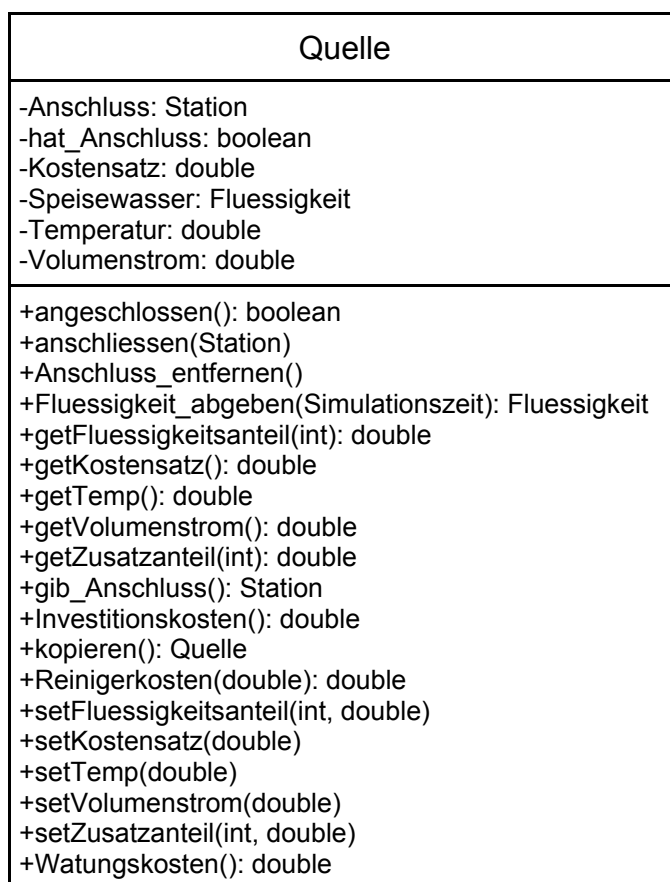 Quelle
-Anschluss: Station
-hat_Anschluss: boolean
-Kostensatz: double
-Speisewasser: Fluessigkeit
-Temperatur: double
-Volumenstrom: double
+angeschlossen(): boolean
+anschliessen(Station)
+Anschluss_entfernen()
+Fluessigkeit_abgeben(Simulationszeit): Fluessigkeit
+getFluessigkeitsanteil(int): double
+getKostensatz(): double
+getTemp(): double
+getVolumenstrom(): double
+getZusatzanteil(int): double
+gib_Anschluss(): Station
+Investitionskosten(): double
+kopieren(): Quelle
+Reinigerkosten(double): double
+setFluessigkeitsanteil(int, double)
+setKostensatz(double)
+setTemp(double)
+setVolumenstrom(double)
+setZusatzanteil(int, double)
+Watungskosten(): double